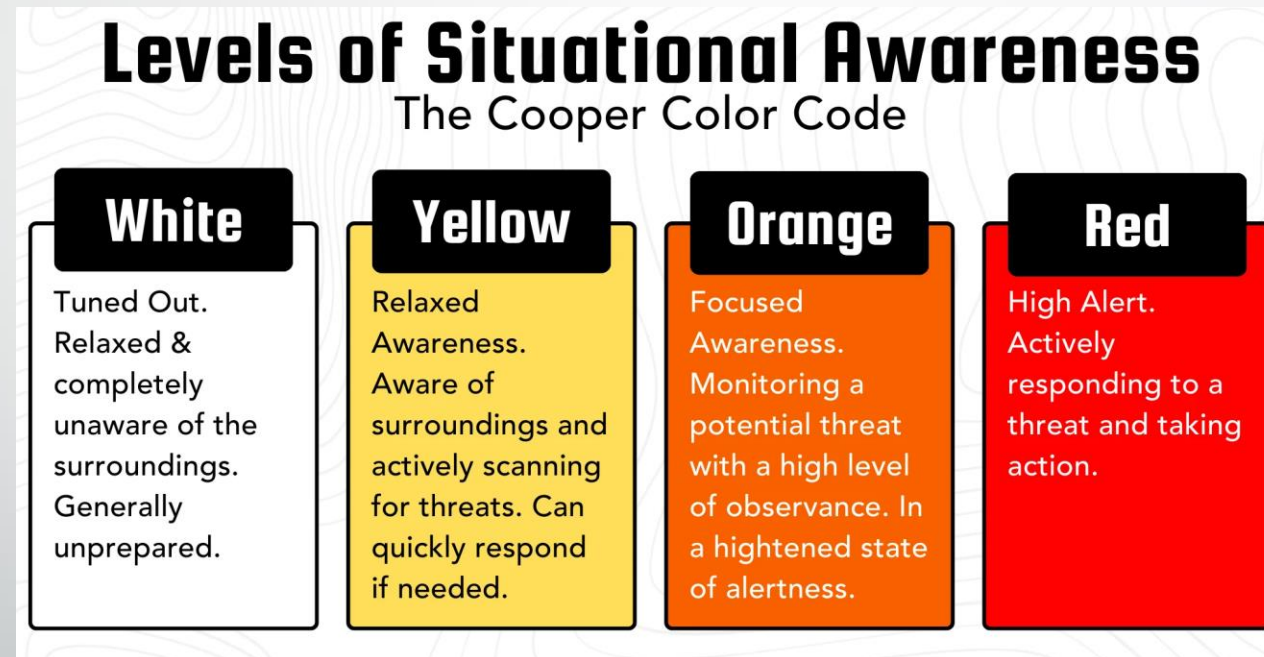 Levels of Situational Awareness
The Cooper Color Code
White
Tuned Out.
Relaxed &
completely
unaware of the
surroundings.
Generally
unprepared.
Yellow
Relaxed
Awareness.
Aware of
surroundings and
actively scanning
for threats. Can
quickly respond
if needed.
Orange
Focused
Awareness.
Monitoring a
potential threat
with a high level
of observance. In
a hightened state
of alertness.
Red
High Alert.
Actively
responding to a
threat and taking
action.